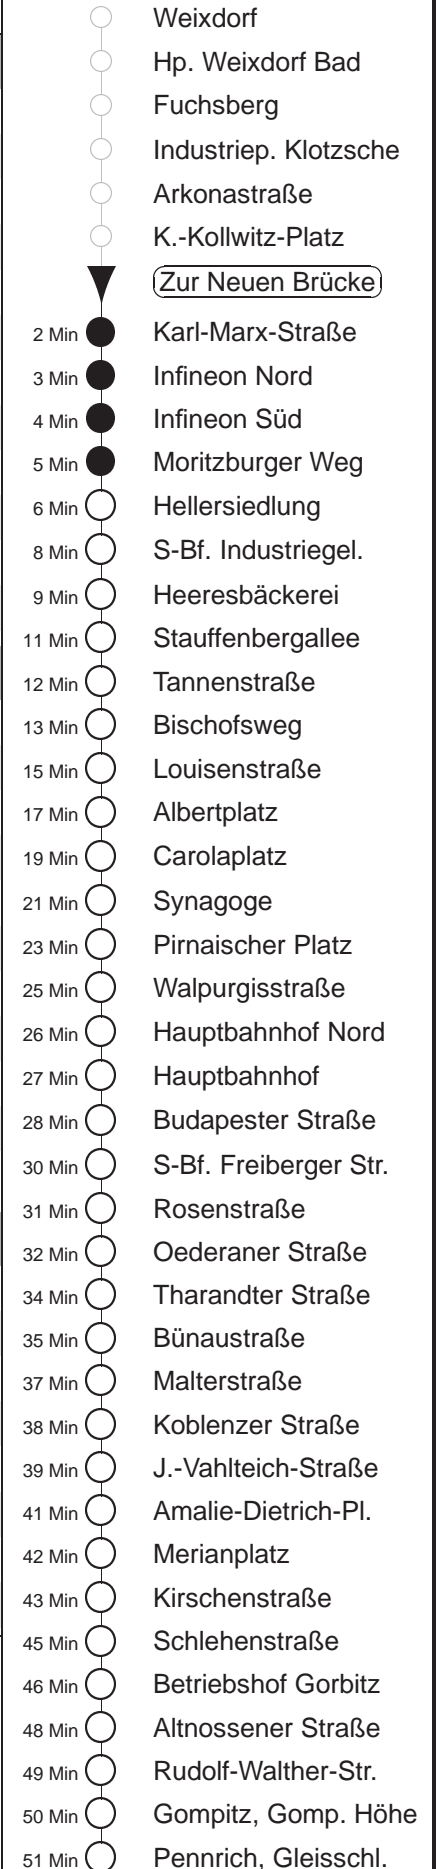 Weixdorf
Hp. Weixdorf Bad
Fuchsberg
Industriep. Klotzsche
Arkonastraße
K.-Kollwitz-Platz
Zur Neuen Brücke
2 Min Karl-Marx-Straße
3 Min Infineon Nord
4 Min Infineon Süd
5 Min Moritzburger Weg
6 Min Hellersiedlung
8 Min S-Bf. Industriegel.
9 Min Heeresbäckerei
11 Min Stauffenbergallee
12 Min Tannenstraße
13 Min Bischofsweg
15 Min Louisenstraße
17 Min Albertplatz
19 Min Carolaplatz
21 Min Synagoge
23 Min Pirnaischer Platz
25 Min Walpurgisstraße
26 Min Hauptbahnhof Nord
27 Min Hauptbahnhof
28 Min Budapester Straße
30 Min S-Bf. Freiberger Str.
31 Min Rosenstraße
32 Min Oederaner Straße
34 Min Tharandter Straße
35 Min Bünaustraße
37 Min Malterstraße
38 Min Koblenzer Straße
39 Min J.-Vahlteich-Straße
41 Min Amalie-Dietrich-Pl.
42 Min Merianplatz
43 Min Kirschenstraße
45 Min Schlehenstraße
46 Min Betriebshof Gorbitz
48 Min Altnossener Straße
49 Min Rudolf-Walther-Str.
50 Min Gompitz, Gomp. Höhe
51 Min Pennrich, Gleisschl.